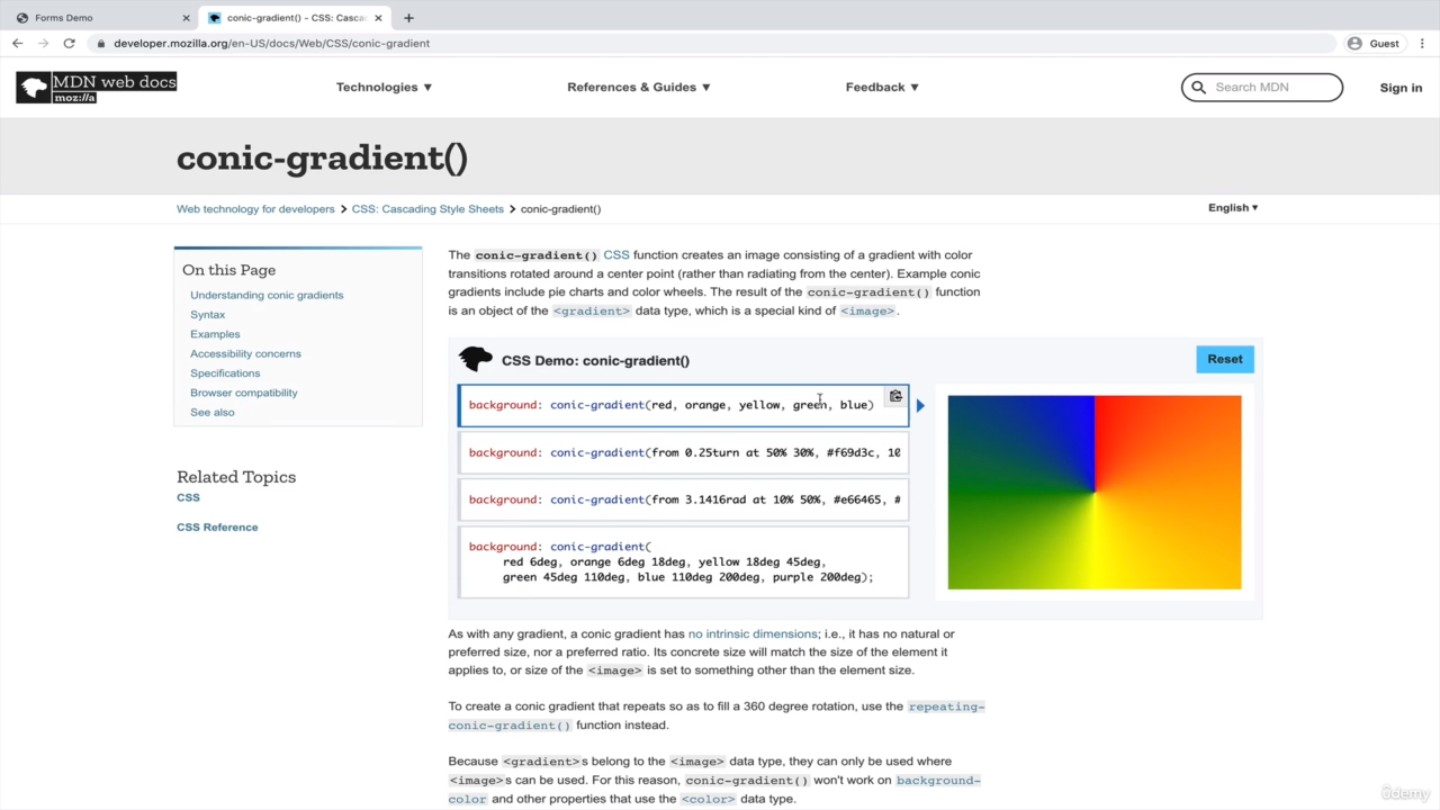 Forms Demo
conic-gradient() - CSS: Casca
Guest
developer.mozilla.org/en-US/docs/Web/CSS/conic-gradient
MDN web docs
moz://a
Technologies ▼
References & Guides ▼
Feedback ▼
Search MDN
Sign in
conic-gradient()
Web technology for developers > CSS: Cascading Style Sheets > conic-gradient()
English ▼
On this Page
Understanding conic gradients
Syntax
Examples
Accessibility concerns
Specifications
Browser compatibility
See also
Related Topics
CSS
CSS Reference
The conic-gradient() CSS function creates an image consisting of a gradient with color
transitions rotated around a center point (rather than radiating from the center). Example conic
gradients include pie charts and color wheels. The result of the conic-gradient() function
is an object of the <gradient> data type, which is a special kind of <image>.
CSS Demo: conic-gradient()
Reset
background: conic-gradient(red, orange, yellow, green, blue)
background: conic-gradient(from 0.25turn at 50% 30%, #f69d3c, 10
background: conic-gradient(from 3.1416rad at 10% 50%, #e66465, #
background: conic-gradient(
red 6deg, orange 6deg 18deg, yellow 18deg 45deg,
green 45deg 110deg, blue 110deg 200deg, purple 200deg);
As with any gradient, a conic gradient has no intrinsic dimensions; i.e., it has no natural or
preferred size, nor a preferred ratio. Its concrete size will match the size of the element it
applies to, or size of the <image> is set to something other than the element size.
To create a conic gradient that repeats so as to fill a 360 degree rotation, use the repeating-
conic-gradient() function instead.
Because <gradient>s belong to the <image> data type, they can only be used where
<image>s can be used. For this reason, conic-gradient() won't work on background-
color and other properties that use the <color> data type.
ûdemy